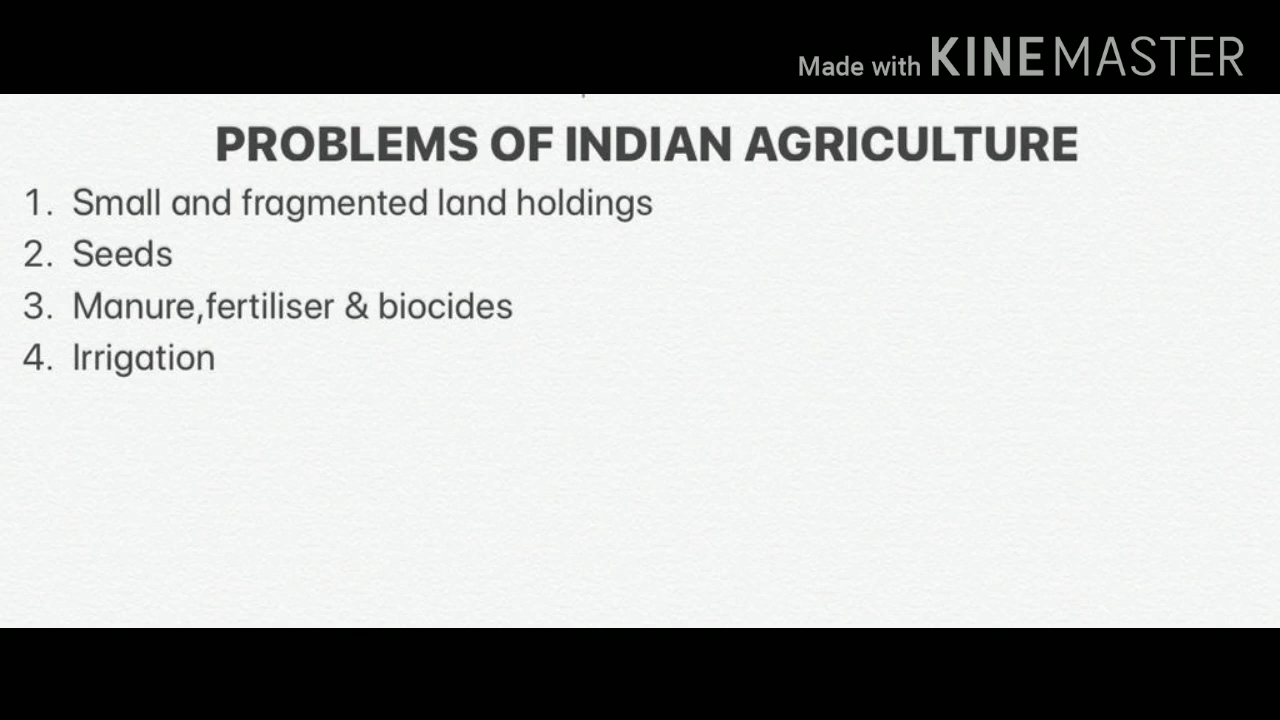 Made with KINEMASTER
PROBLEMS OF INDIAN AGRICULTURE
1. Small and fragmented land holdings
2. Seeds
3. Manure,fertiliser & biocides
4. Irrigation